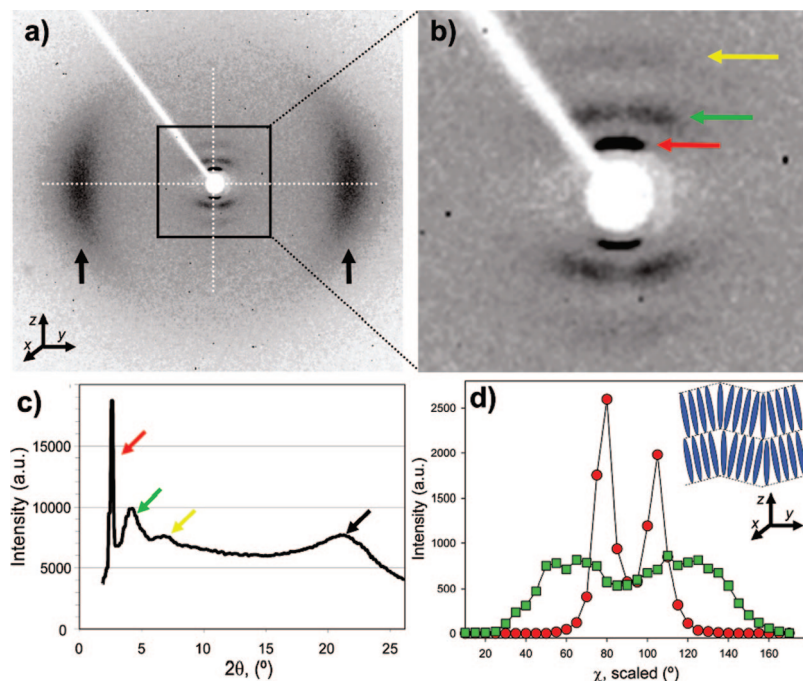 a)
b)
z
x
y
c)
Intensity (a.u.)
15000
10000
5000
0
0
5
10
15
20
25
2θ, (º)
d)
Intensity (a.u.)
2500
2000
1500
1000
500
0
20
40
60
80
100
120
140
160
χ, scaled (º)
z
x
y